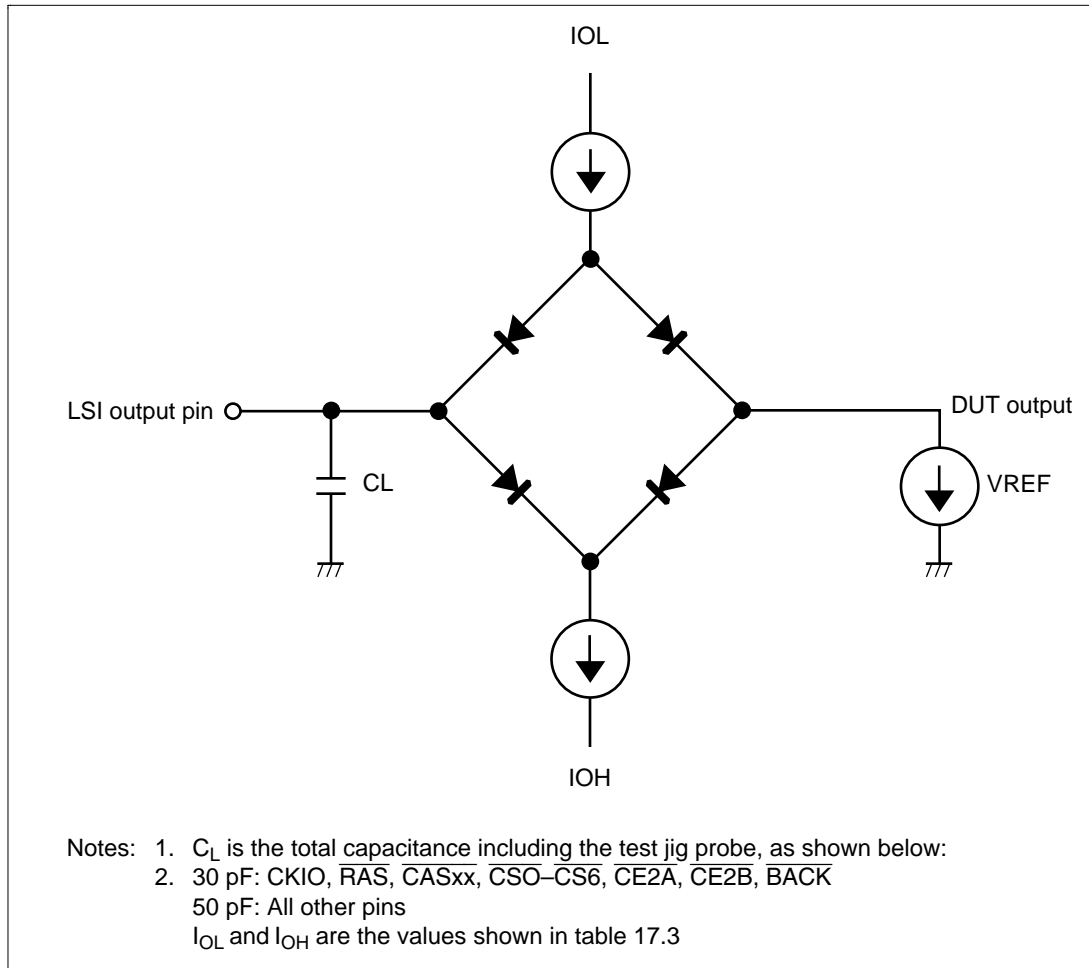 IOL
LSI output pin
DUT output
CL
VREF
IOH
Notes: 1. CL is the total capacitance including the test jig probe, as shown below:
2. 30 pF: CKIO, RAS, CASxx, CSO–CS6, CE2A, CE2B, BACK
50 pF: All other pins
IOL and IOH are the values shown in table 17.3